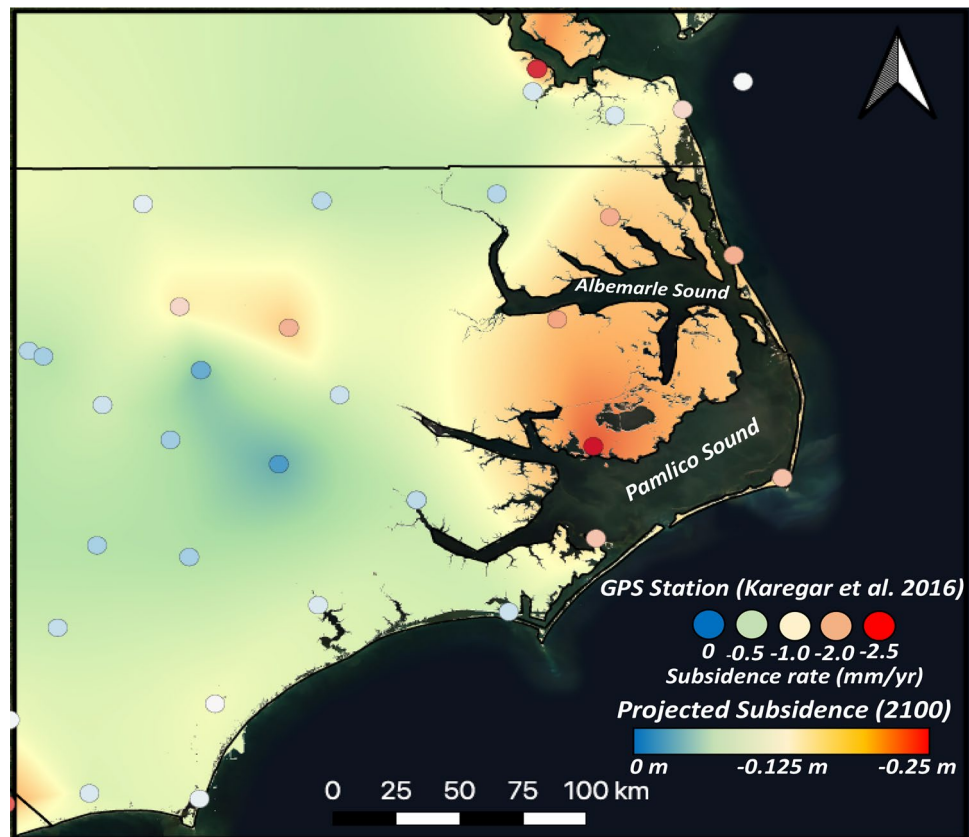 Albemarle Sound
Pamlico Sound
GPS Station (Karegar et al. 2016)
0 -0.5 -1.0 -2.0 -2.5
Subsidence rate (mm/yr)
Projected Subsidence (2100)
0 m -0.125 m -0.25 m
0 25 50 75 100 km